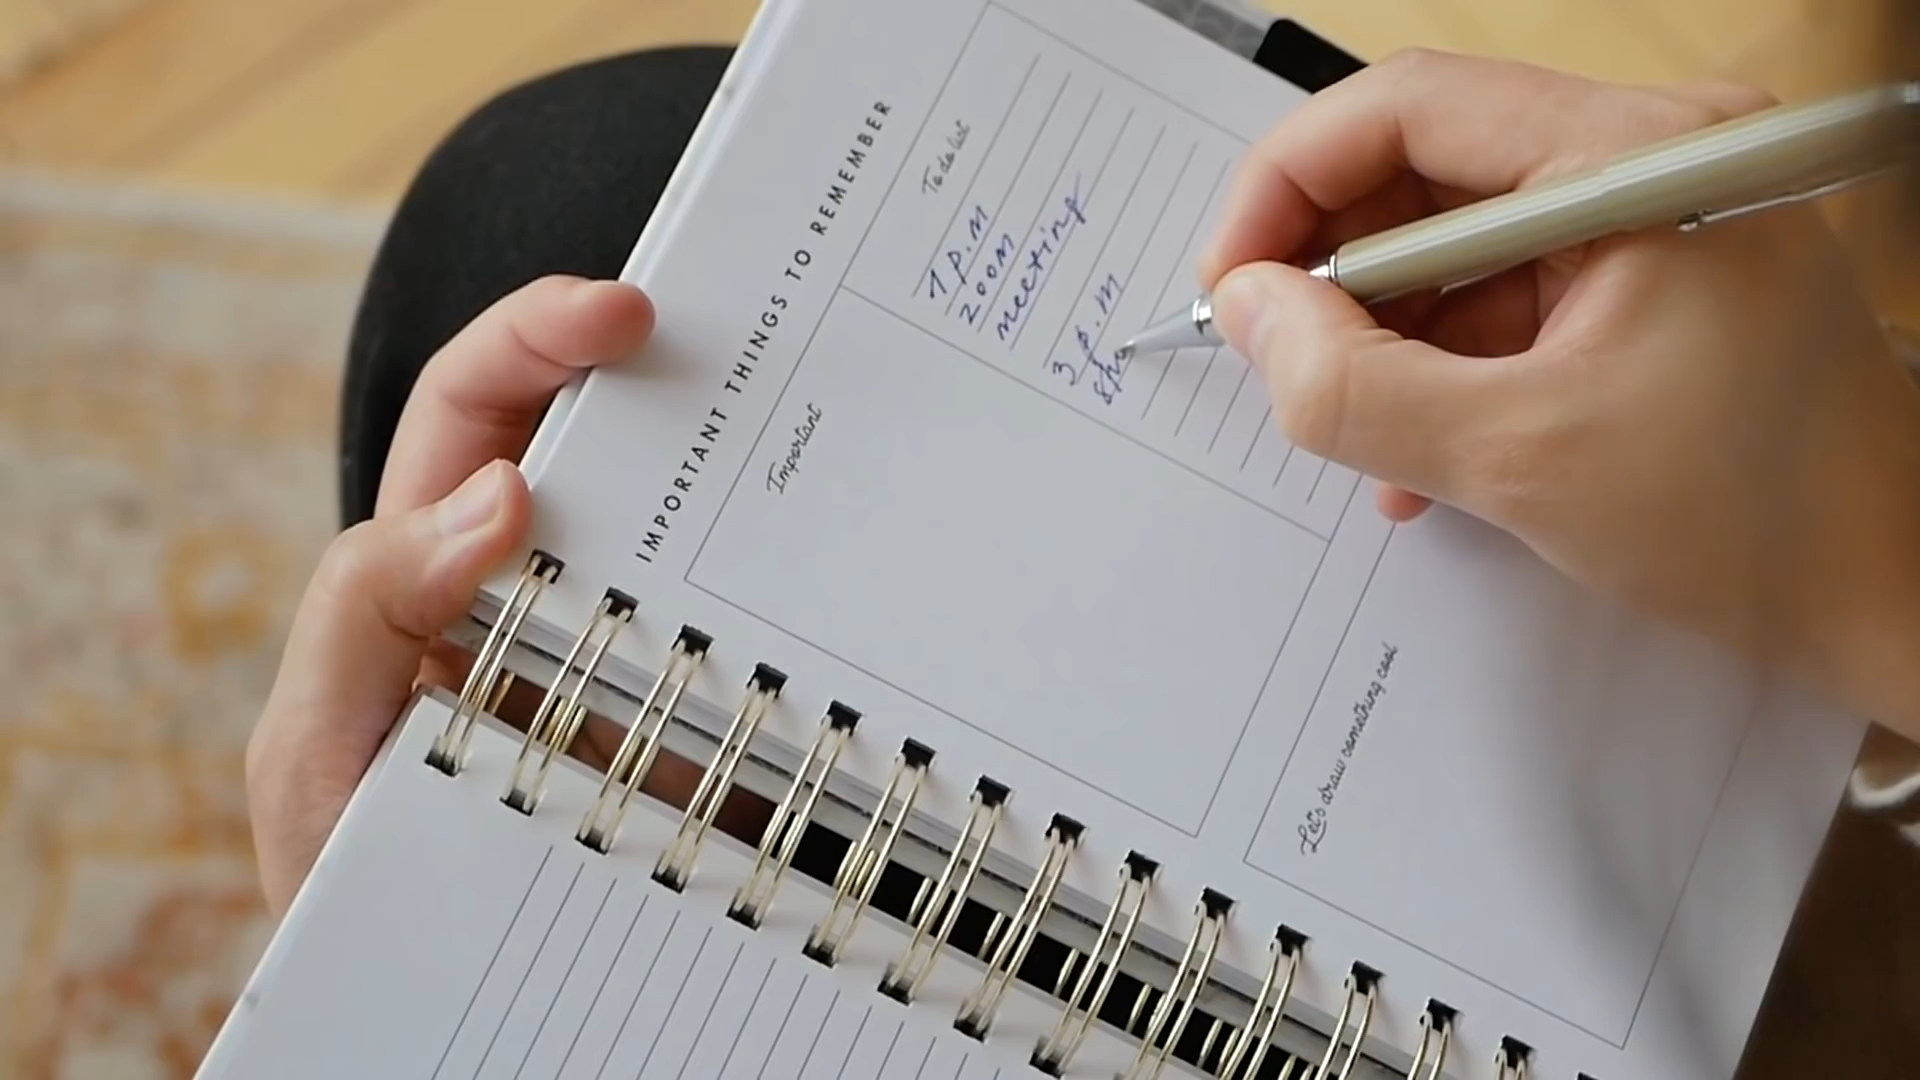 IMPORTANT THINGS TO REMEMBER
To do list
1 P.M
zoom
meeting
3 P.M
Important
Let's draw something cool